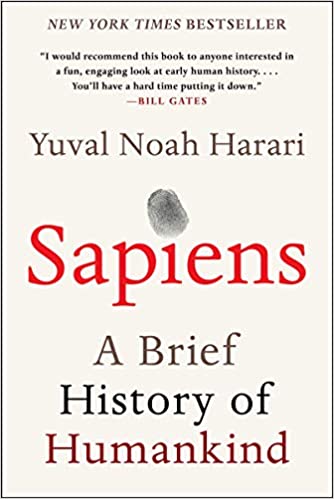 NEW YORK TIMES BESTSELLER
"I would recommend this book to anyone interested in
a fun, engaging look at early human history. . . .
You'll have a hard time putting it down."
—BILL GATES
Yuval Noah Harari
Sapiens
A Brief
History of
Humankind